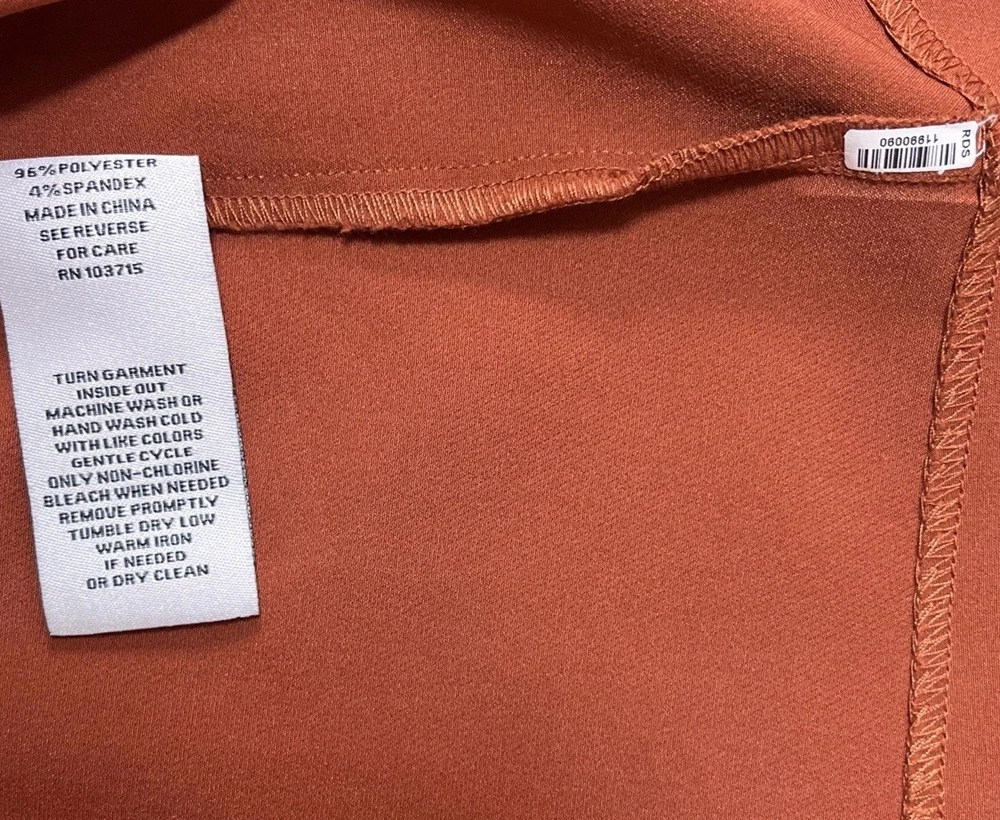 96%POLYESTER
4%SPANDEX
MADE IN CHINA
SEE REVERSE
FOR CARE
RN 103715
TURN GARMENT
INSIDE OUT
MACHINE WASH OR
HAND WASH COLD
WITH LIKE COLORS
GENTLE CYCLE
ONLY NON-CHLORINE
BLEACH WHEN NEEDED
REMOVE PROMPTLY
TUMBLE DRY LOW
WARM IRON
IF NEEDED
OR DRY CLEAN
RDS
11990090